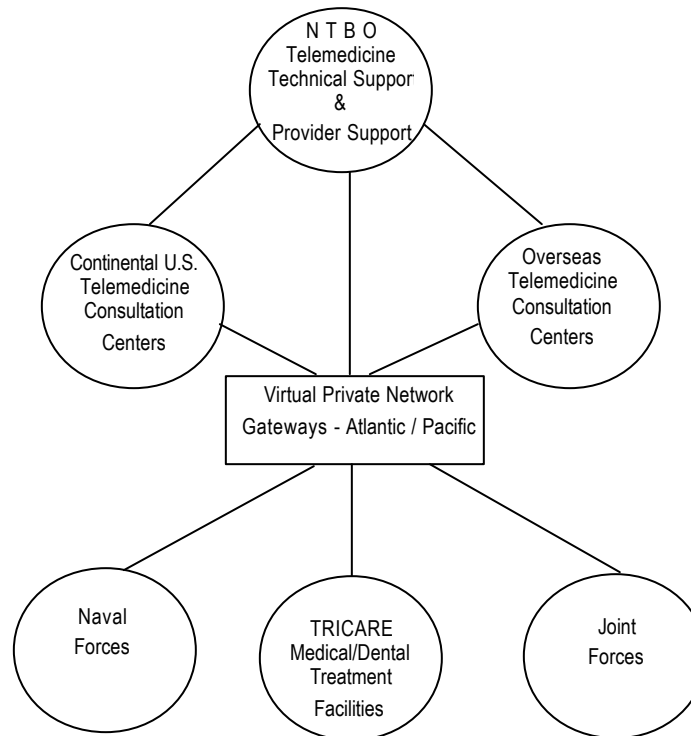 N T B O
Telemedicine
Technical Suppor
&
Provider Support
Continental U.S.
Telemedicine
Consultation
Centers
Overseas
Telemedicine
Consultation
Centers
Virtual Private Network
Gateways - Atlantic / Pacific
Naval
Forces
TRICARE
Medical/Dental
Treatment
Facilities
Joint
Forces